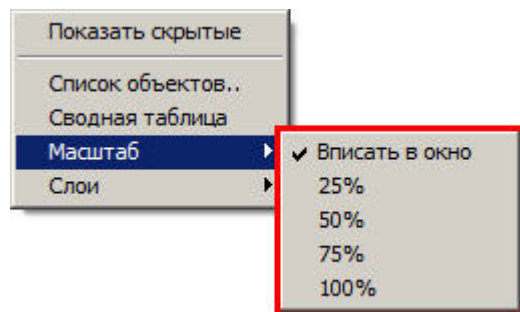 Показать скрытые
Список объектов..
Сводная таблица
Масштаб
Слои
Вписать в окно
25%
50%
75%
100%